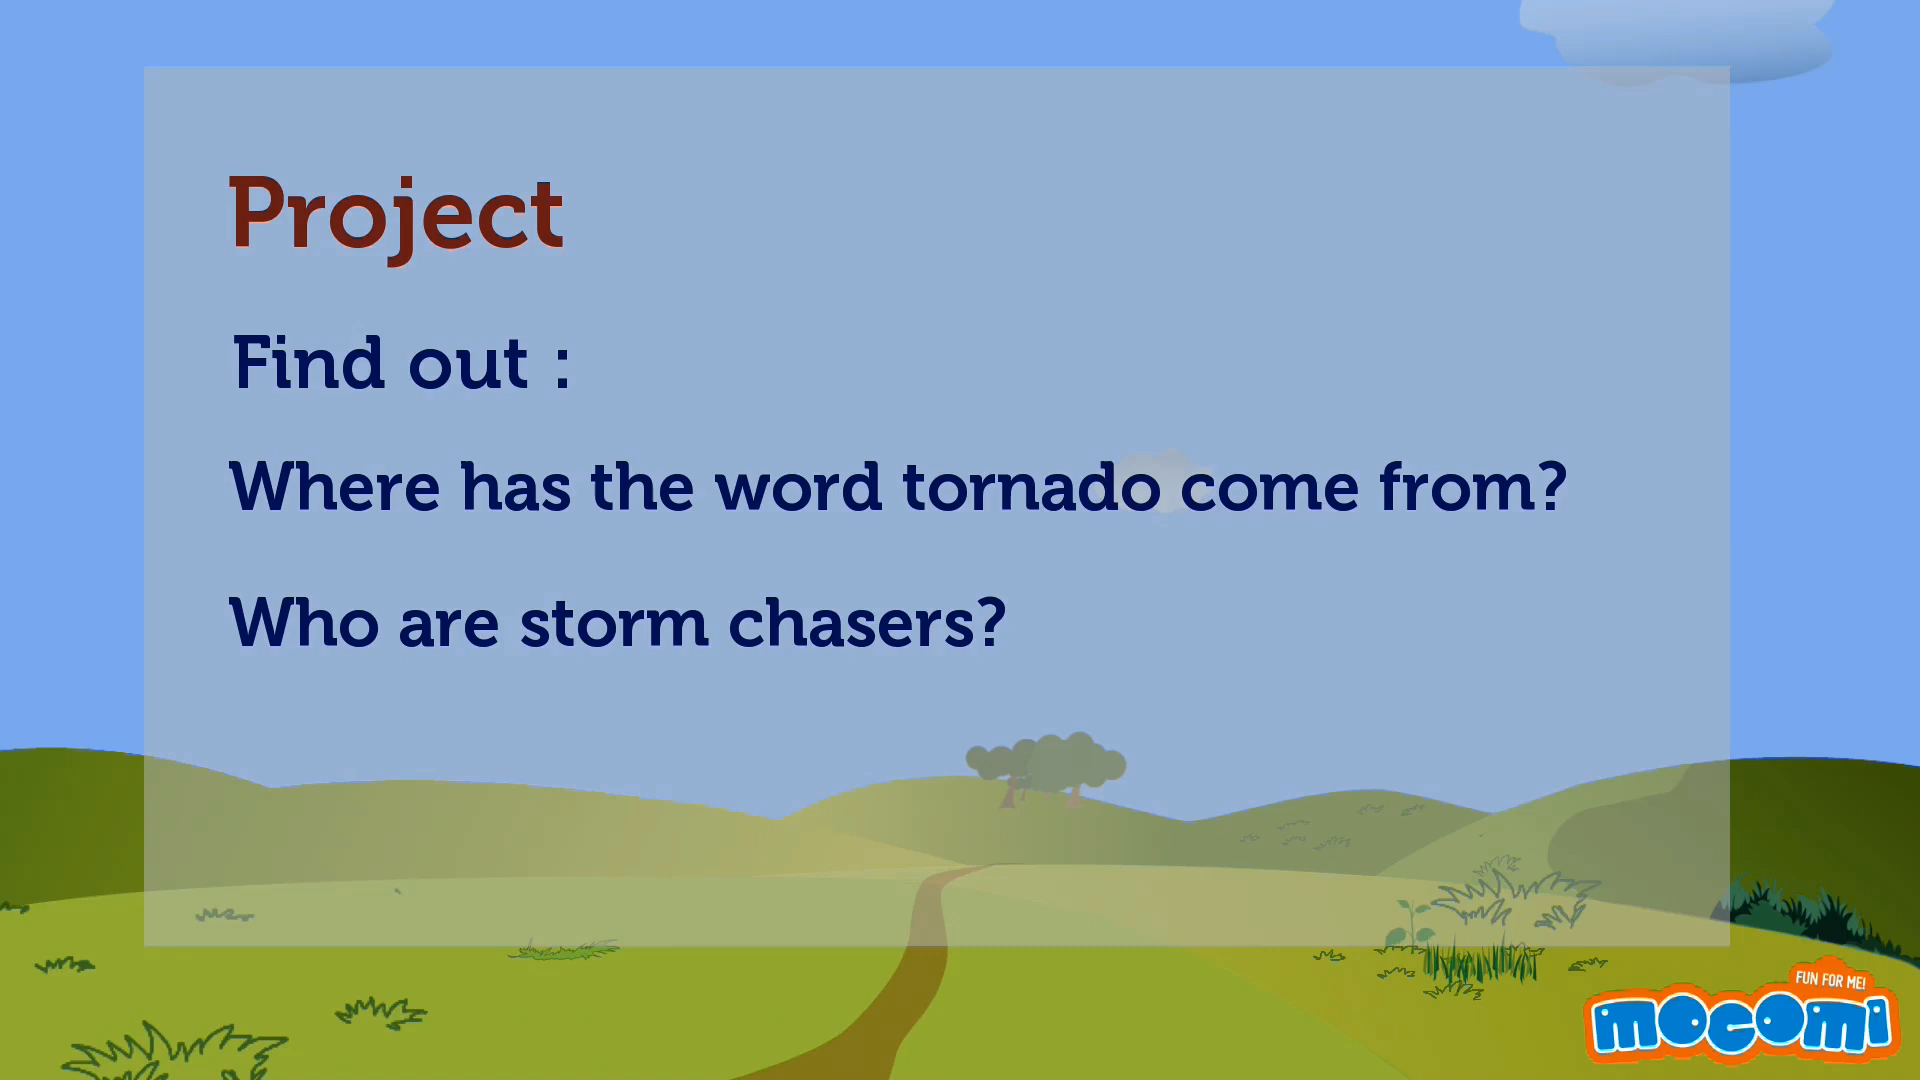 Project
Find out :
Where has the word tornado come from?
Who are storm chasers?
FUN FOR ME!
mocomi